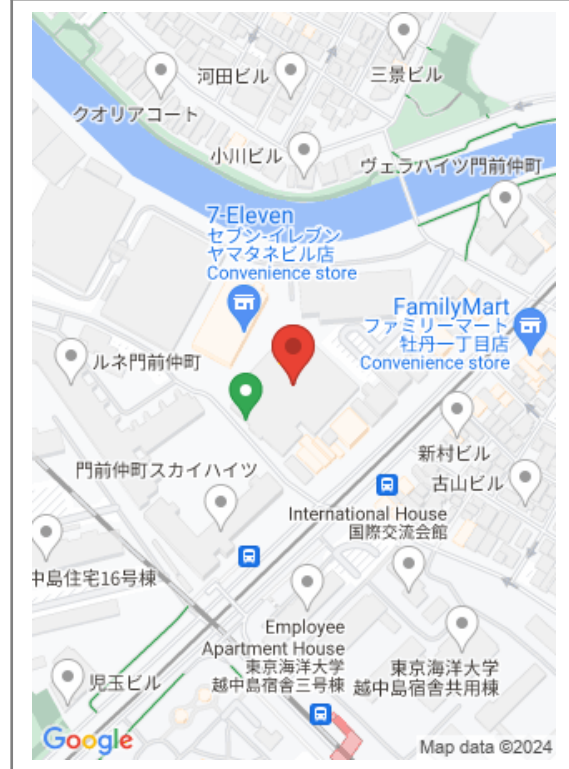 河田ビル
三景ビル
クオリアコート
小川ビル
ヴェラハイツ門前仲町
7-Eleven
セブン-イレブン
ヤマタネビル店
Convenience store
FamilyMart
ファミリーマート
牡丹一丁目店
Convenience store
ルネ門前仲町
新村ビル
門前仲町スカイハイツ
古山ビル
International House
国際交流会館
中島住宅16号棟
Employee
Apartment House
東京海洋大学
越中島宿舎三号棟
東京海洋大学
越中島宿舎共用棟
児玉ビル
Google
Map data ©2024